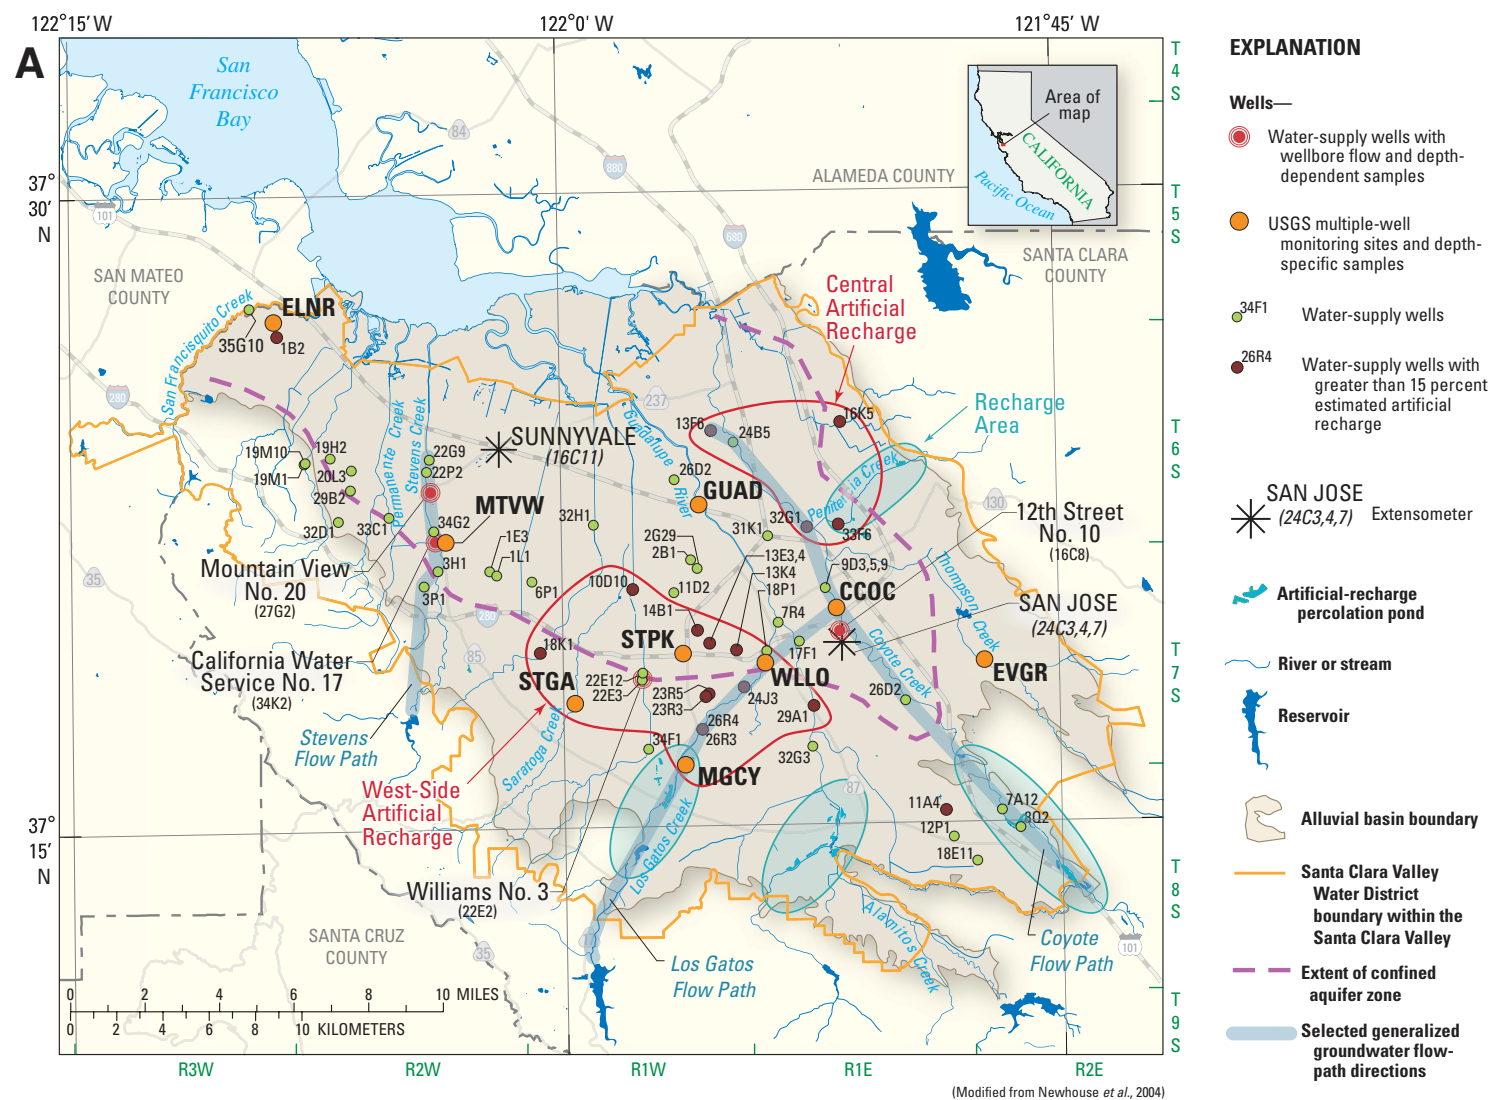 122°15′ W
122°0′ W
121°45′ W
A
San
Francisco
Bay
84
880
101
680
237
280
85
280
35
130
87
35
101
37°
30′
N
37°
15′
N
T
4
S
T
5
S
T
6
S
T
7
S
T
8
S
T
9
S
R3W
R2W
R1W
R1E
R2E
ALAMEDA COUNTY
SANTA CLARA
COUNTY
SAN MATEO
COUNTY
SANTA CRUZ
COUNTY
Area of
map
CALIFORNIA
Pacific Ocean
Central
Artificial
Recharge
Recharge
Area
San Francisquito Creek
ELNR
35G10
1B2
Permanente Creek
Stevens Creek
Guadalupe
River
Penitencia Creek
Thompson Creek
Coyote Creek
Saratoga Creek
Los Gatos Creek
Alamitos Creek
SUNNYVALE
(16C11)
19M10
19H2
19M1
20L3
29B2
32D1
33C1
22G9
22P2
MTVW
34G2
3H1
3P1
1E3
1L1
6P1
32H1
26D2
GUAD
13F6
24B5
16K5
32G1
33F6
31K1
2G29
2B1
11D2
13E3,4
13K4
18P1
9D3,5,9
CCOC
7R4
17F1
10D10
14B1
STPK
18K1
STGA
22E12
22E3
23R5
23R3
24J3
WLLO
29A1
26R4
26R3
34F1
MGCY
32G3
26D2
EVGR
11A4
12P1
18E11
7A12
8Q2
12th Street
No. 10
(16C8)
SAN JOSE
(24C3,4,7)
Mountain View
No. 20
(27G2)
California Water
Service No. 17
(34K2)
Stevens
Flow Path
West-Side
Artificial
Recharge
Williams No. 3
(22E2)
Los Gatos
Flow Path
Coyote
Flow Path
0 2 4 6 8 10 MILES
0 2 4 6 8 10 KILOMETERS
(Modified from Newhouse et al., 2004)
EXPLANATION
Wells—
Water-supply wells with
wellbore flow and depth-
dependent samples
USGS multiple-well
monitoring sites and depth-
specific samples
34F1
Water-supply wells
26R4
Water-supply wells with
greater than 15 percent
estimated artificial
recharge
SAN JOSE
(24C3,4,7)
Extensometer
Artificial-recharge
percolation pond
River or stream
Reservoir
Alluvial basin boundary
Santa Clara Valley
Water District
boundary within the
Santa Clara Valley
Extent of confined
aquifer zone
Selected generalized
groundwater flow-
path directions